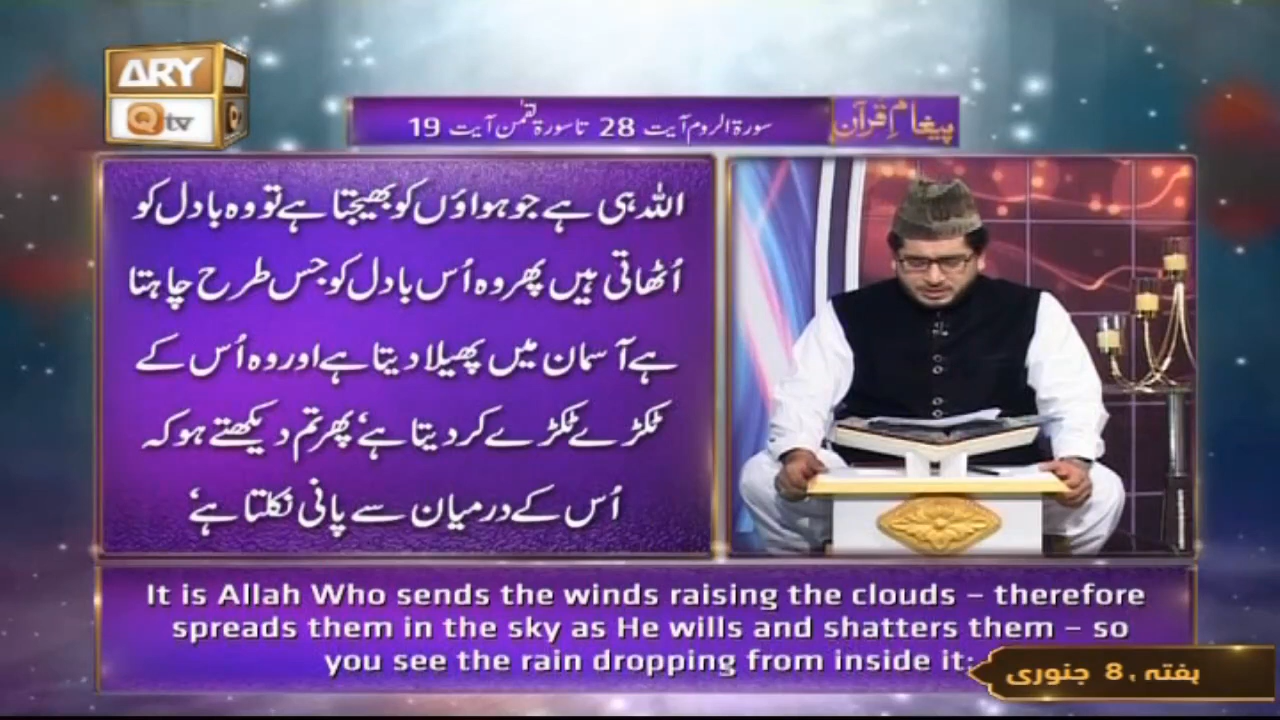 ARY
Qtv
پیغامِ قرآن
سورۃ الروم آیت 28 تا سورۃ لقمٰن آیت 19
اللہ ہی ہے جو ہواؤں کو بھیجتا ہے تو وہ بادل کو
اُٹھاتی ہیں پھر وہ اُس بادل کو جس طرح چاہتا
ہے آسمان میں پھیلا دیتا ہے اور وہ اُس کے
ٹکڑے ٹکڑے کر دیتا ہے‘ پھر تم دیکھتے ہو کہ
اُس کے درمیان سے پانی نکلتا ہے‘
It is Allah Who sends the winds raising the clouds – therefore
spreads them in the sky as He wills and shatters them – so
you see the rain dropping from inside it;
ہفتہ، 8 جنوری